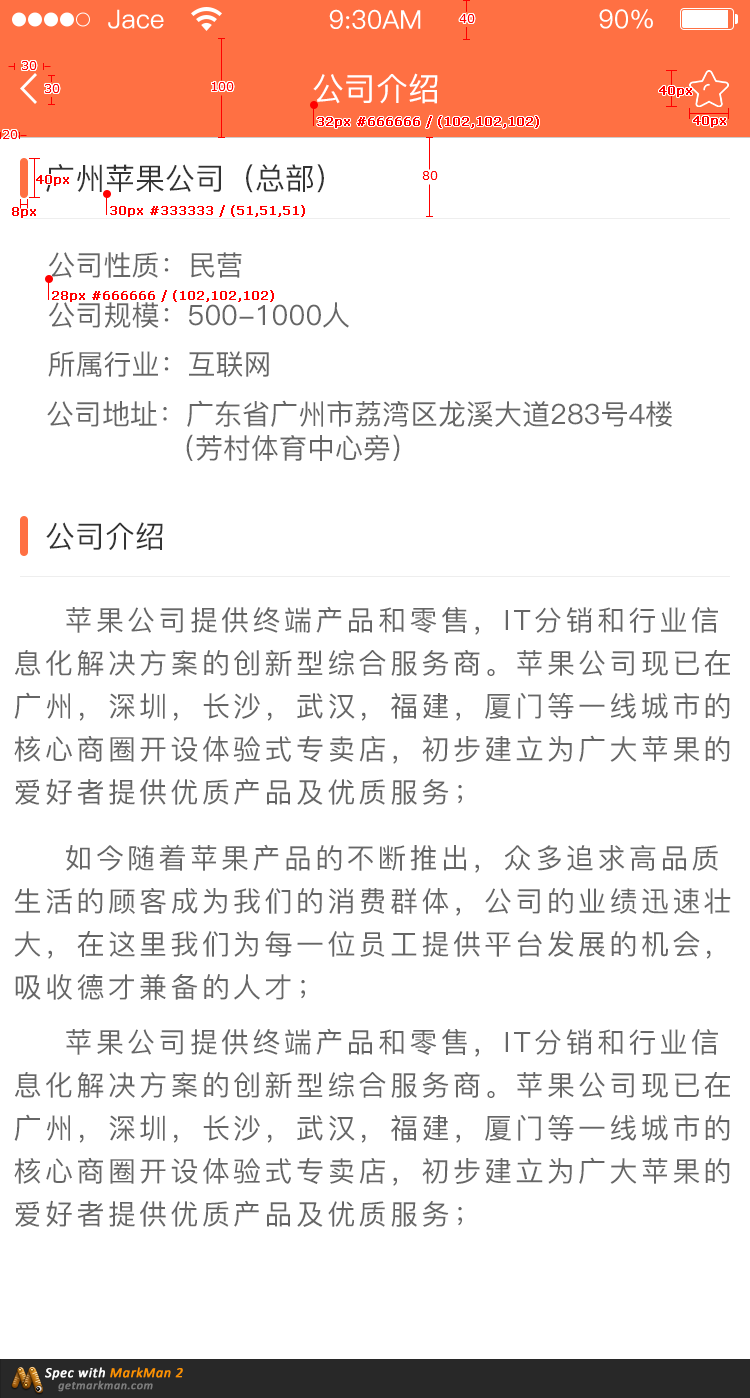 Jace 9:30AM 40 90%
30
30 100 公司介绍 40px
40px
32px #666666 / (102,102,102)
20
广州苹果公司（总部） 80
40px
8px 30px #333333 / (51,51,51)
公司性质：民营
28px #666666 / (102,102,102)
公司规模：500-1000人
所属行业：互联网
公司地址：广东省广州市荔湾区龙溪大道283号4楼
（芳村体育中心旁）
公司介绍
苹果公司提供终端产品和零售，IT分销和行业信
息化解决方案的创新型综合服务商。苹果公司现已在
广州，深圳，长沙，武汉，福建，厦门等一线城市的
核心商圈开设体验式专卖店，初步建立为广大苹果的
爱好者提供优质产品及优质服务；
如今随着苹果产品的不断推出，众多追求高品质
生活的顾客成为我们的消费群体，公司的业绩迅速壮
大，在这里我们为每一位员工提供平台发展的机会，
吸收德才兼备的人才；
苹果公司提供终端产品和零售，IT分销和行业信
息化解决方案的创新型综合服务商。苹果公司现已在
广州，深圳，长沙，武汉，福建，厦门等一线城市的
核心商圈开设体验式专卖店，初步建立为广大苹果的
爱好者提供优质产品及优质服务；
Spec with MarkMan 2
getmarkman.com